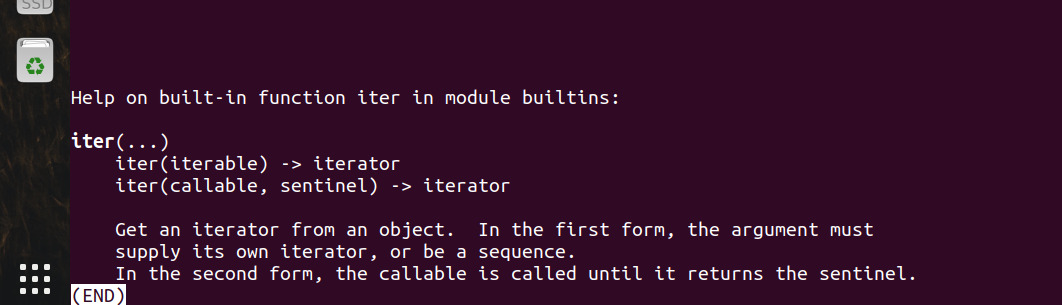 SSD
Help on built-in function iter in module builtins:
iter(...)
iter(iterable) -> iterator
iter(callable, sentinel) -> iterator
Get an iterator from an object.  In the first form, the argument must
supply its own iterator, or be a sequence.
In the second form, the callable is called until it returns the sentinel.
(END)